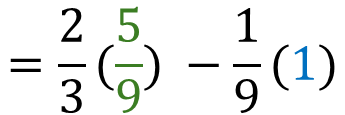 = 2/3 (5/9) − 1/9 (1)